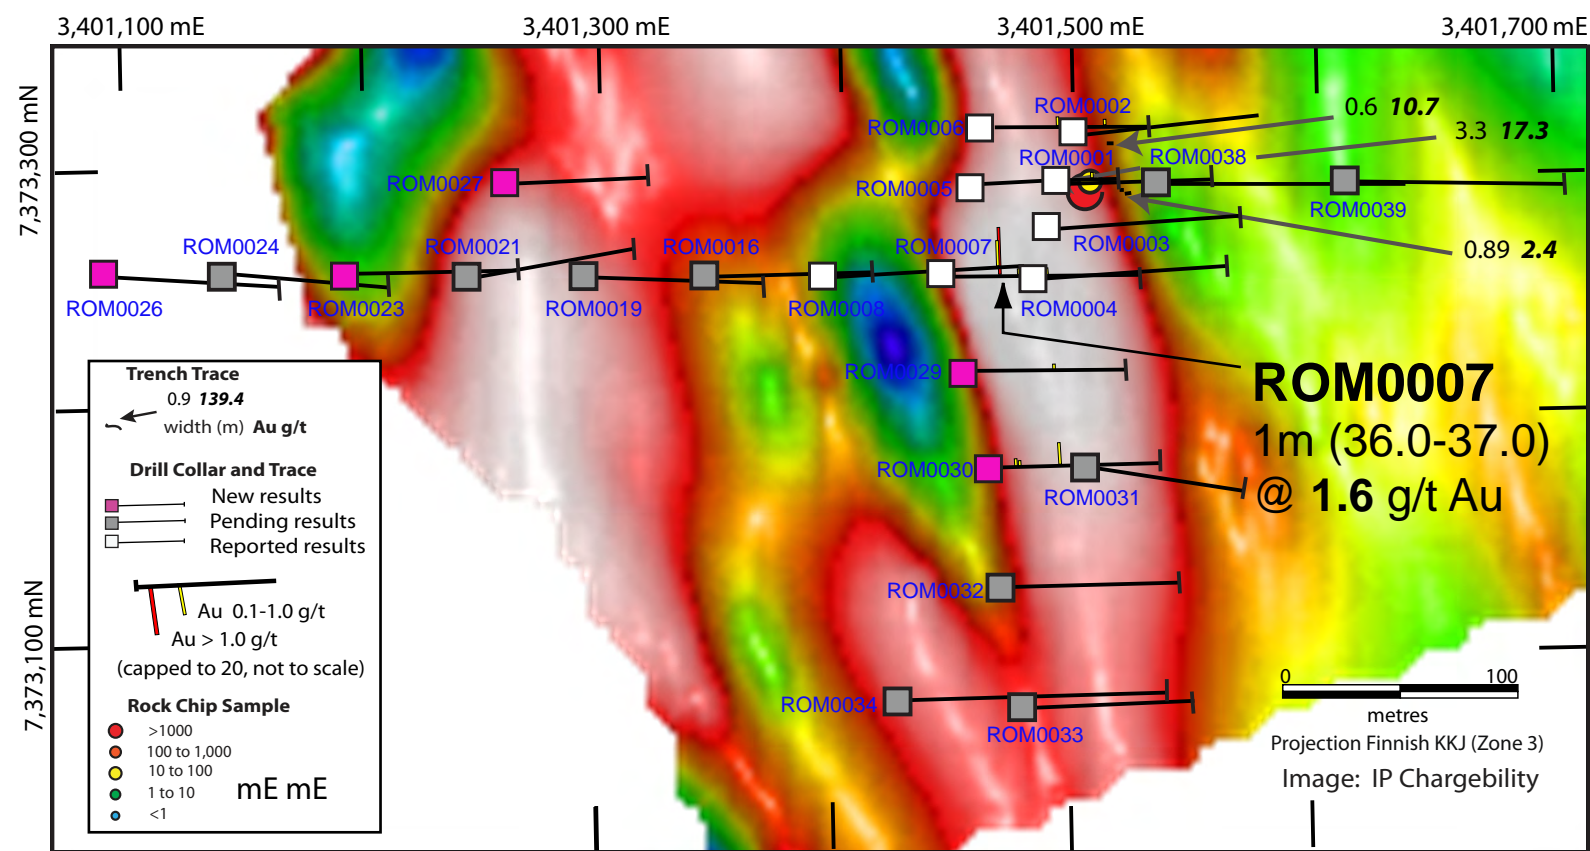 3,401,100 mE
3,401,300 mE
3,401,500 mE
3,401,700 mE
7,373,300 mN
7,373,100 mN
ROM0002
0.6 10.7
ROM0006
3.3 17.3
ROM0001
ROM0038
ROM0027
ROM0005
ROM0039
ROM0024
ROM0021
ROM0016
ROM0007
ROM0003
0.89 2.4
ROM0026
ROM0023
ROM0019
ROM0008
ROM0004
ROM0029
ROM0007
1m (36.0-37.0)
@ 1.6 g/t Au
ROM0030
ROM0031
ROM0032
ROM0034
ROM0033
Trench Trace
0.9 139.4
width (m) Au g/t
Drill Collar and Trace
New results
Pending results
Reported results
Au 0.1-1.0 g/t
Au > 1.0 g/t
(capped to 20, not to scale)
Rock Chip Sample
>1000
100 to 1,000
10 to 100
1 to 10
<1
mE mE
0 100
metres
Projection Finnish KKJ (Zone 3)
Image: IP Chargebility